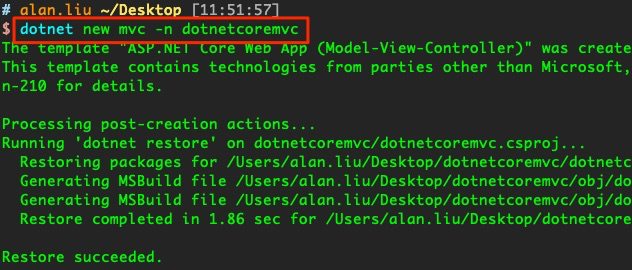 # alan.liu ~/Desktop [11:51:57]
$ dotnet new mvc -n dotnetcoremvc
The template "ASP.NET Core Web App (Model-View-Controller)" was create
This template contains technologies from parties other than Microsoft,
n-210 for details.
Processing post-creation actions...
Running 'dotnet restore' on dotnetcoremvc/dotnetcoremvc.csproj...
Restoring packages for /Users/alan.liu/Desktop/dotnetcoremvc/dotnetc
Generating MSBuild file /Users/alan.liu/Desktop/dotnetcoremvc/obj/do
Generating MSBuild file /Users/alan.liu/Desktop/dotnetcoremvc/obj/do
Restore completed in 1.86 sec for /Users/alan.liu/Desktop/dotnetcore
Restore succeeded.